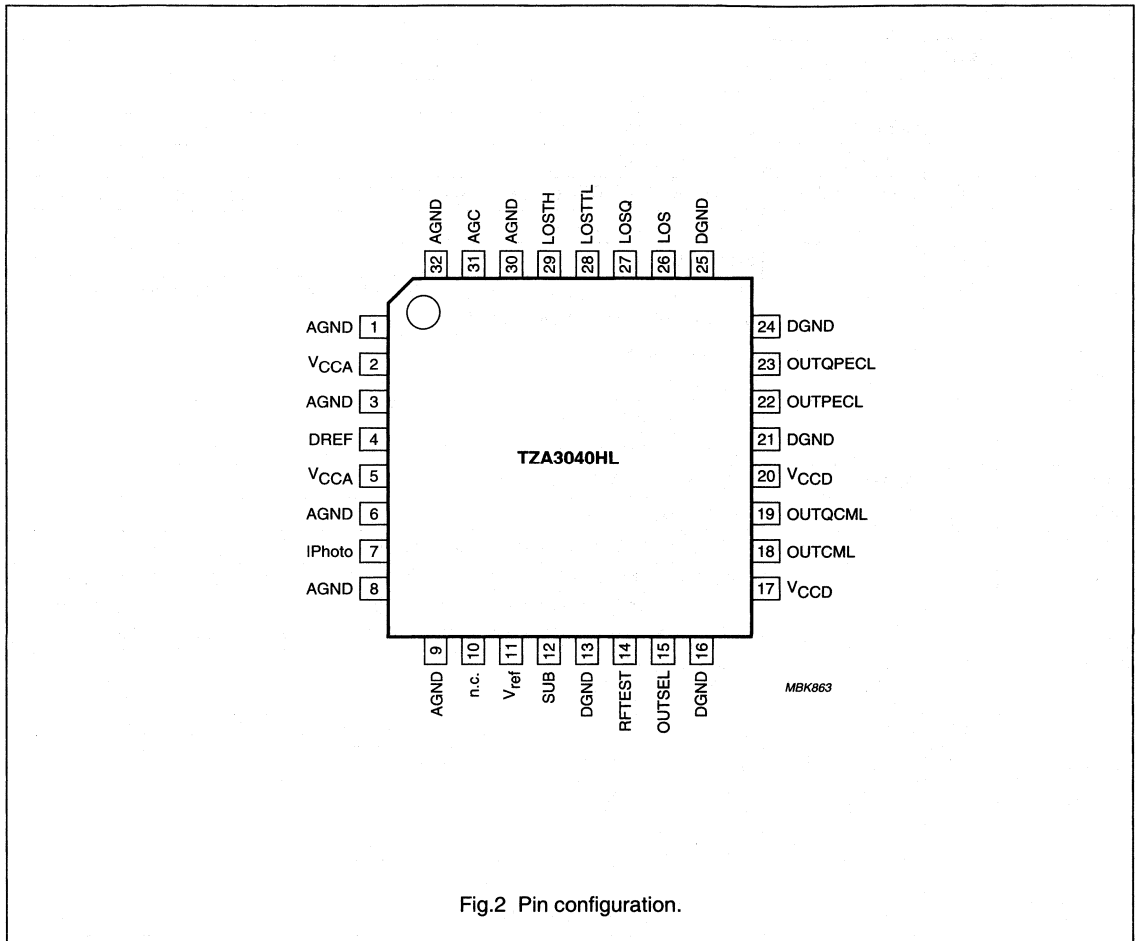 32 AGND
31 AGC
30 AGND
29 LOSTH
28 LOSTTL
27 LOSQ
26 LOS
25 DGND
AGND 1
VCCA 2
AGND 3
DREF 4
VCCA 5
AGND 6
IPhoto 7
AGND 8
TZA3040HL
24 DGND
23 OUTQPECL
22 OUTPECL
21 DGND
20 VCCD
19 OUTQCML
18 OUTCML
17 VCCD
AGND 9
n.c. 10
Vref 11
SUB 12
DGND 13
RFTEST 14
OUTSEL 15
DGND 16
MBK863
Fig.2 Pin configuration.